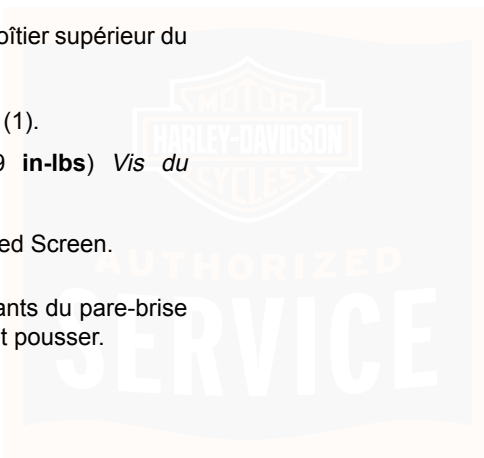 oîtier supérieur du
(1).
9 in-lbs) Vis du
ed Screen.
ants du pare-brise
t pousser.
MOTOR
HARLEY-DAVIDSON
CYCLES
AUTHORIZED
SERVICE